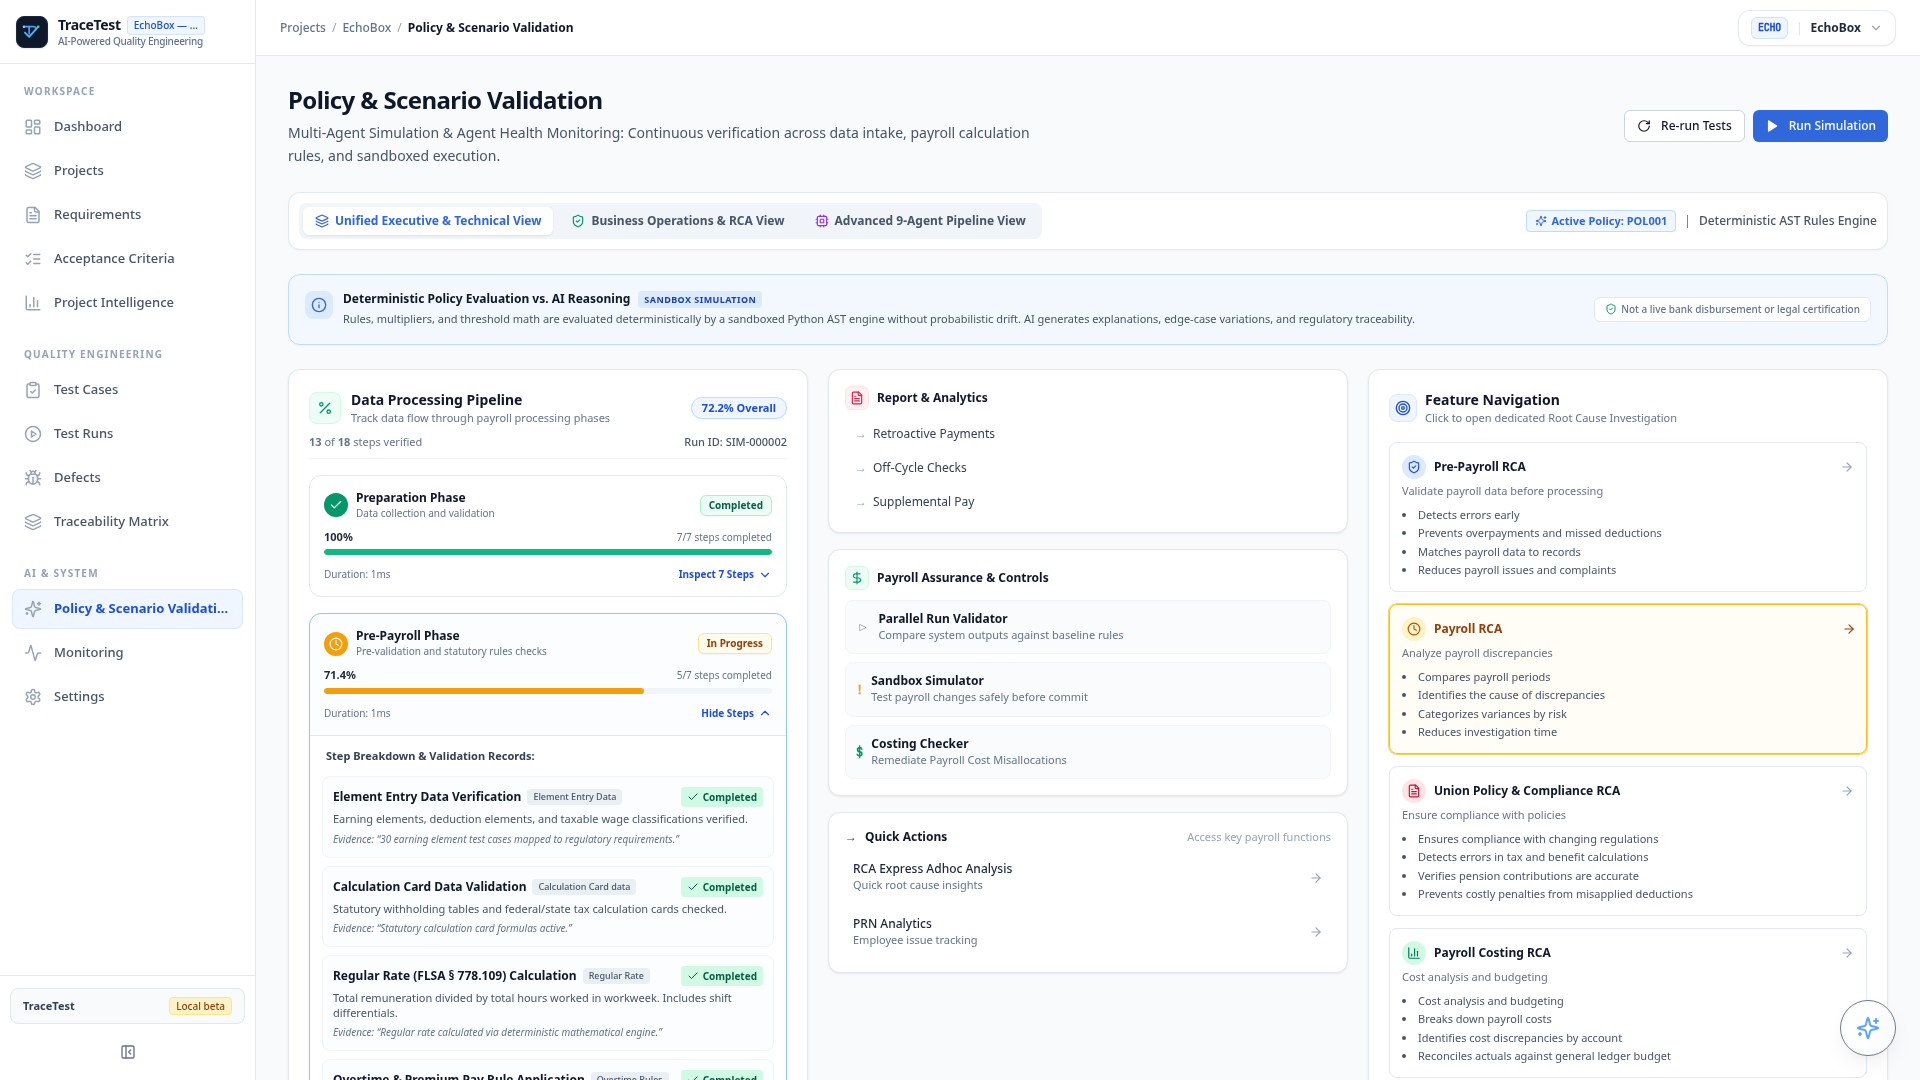 TraceTest
EchoBox — ...
AI-Powered Quality Engineering
WORKSPACE
Dashboard
Projects
Requirements
Acceptance Criteria
Project Intelligence
QUALITY ENGINEERING
Test Cases
Test Runs
Defects
Traceability Matrix
AI & SYSTEM
Policy & Scenario Validati...
Monitoring
Settings
TraceTest
Local beta
Projects / EchoBox / Policy & Scenario Validation
ECHO
EchoBox
Policy & Scenario Validation
Multi-Agent Simulation & Agent Health Monitoring: Continuous verification across data intake, payroll calculation
rules, and sandboxed execution.
Re-run Tests
Run Simulation
Unified Executive & Technical View
Business Operations & RCA View
Advanced 9-Agent Pipeline View
Active Policy: POL001
| Deterministic AST Rules Engine
Deterministic Policy Evaluation vs. AI Reasoning
SANDBOX SIMULATION
Rules, multipliers, and threshold math are evaluated deterministically by a sandboxed Python AST engine without probabilistic drift. AI generates explanations, edge-case variations, and regulatory traceability.
Not a live bank disbursement or legal certification
Data Processing Pipeline
Track data flow through payroll processing phases
72.2% Overall
13 of 18 steps verified
Run ID: SIM-000002
Preparation Phase
Data collection and validation
Completed
100%
7/7 steps completed
Duration: 1ms
Inspect 7 Steps
Pre-Payroll Phase
Pre-validation and statutory rules checks
In Progress
71.4%
5/7 steps completed
Duration: 1ms
Hide Steps
Step Breakdown & Validation Records:
Element Entry Data Verification
Element Entry Data
Completed
Earning elements, deduction elements, and taxable wage classifications verified.
Evidence: "30 earning element test cases mapped to regulatory requirements."
Calculation Card Data Validation
Calculation Card data
Completed
Statutory withholding tables and federal/state tax calculation cards checked.
Evidence: "Statutory calculation card formulas active."
Regular Rate (FLSA § 778.109) Calculation
Regular Rate
Completed
Total remuneration divided by total hours worked in workweek. Includes shift
differentials.
Evidence: "Regular rate calculated via deterministic mathematical engine."
Overtime & Premium Pay Rule Application
Overtime Rules
Completed
Report & Analytics
→ Retroactive Payments
→ Off-Cycle Checks
→ Supplemental Pay
Payroll Assurance & Controls
Parallel Run Validator
Compare system outputs against baseline rules
! Sandbox Simulator
Test payroll changes safely before commit
$ Costing Checker
Remediate Payroll Cost Misallocations
→ Quick Actions
Access key payroll functions
RCA Express Adhoc Analysis
Quick root cause insights
PRN Analytics
Employee issue tracking
Feature Navigation
Click to open dedicated Root Cause Investigation
Pre-Payroll RCA
Validate payroll data before processing
• Detects errors early
• Prevents overpayments and missed deductions
• Matches payroll data to records
• Reduces payroll issues and complaints
Payroll RCA
Analyze payroll discrepancies
• Compares payroll periods
• Identifies the cause of discrepancies
• Categorizes variances by risk
• Reduces investigation time
Union Policy & Compliance RCA
Ensure compliance with policies
• Ensures compliance with changing regulations
• Detects errors in tax and benefit calculations
• Verifies pension contributions are accurate
• Prevents costly penalties from misapplied deductions
Payroll Costing RCA
Cost analysis and budgeting
• Cost analysis and budgeting
• Breaks down payroll costs
• Identifies cost discrepancies by account
• Reconciles actuals against general ledger budget